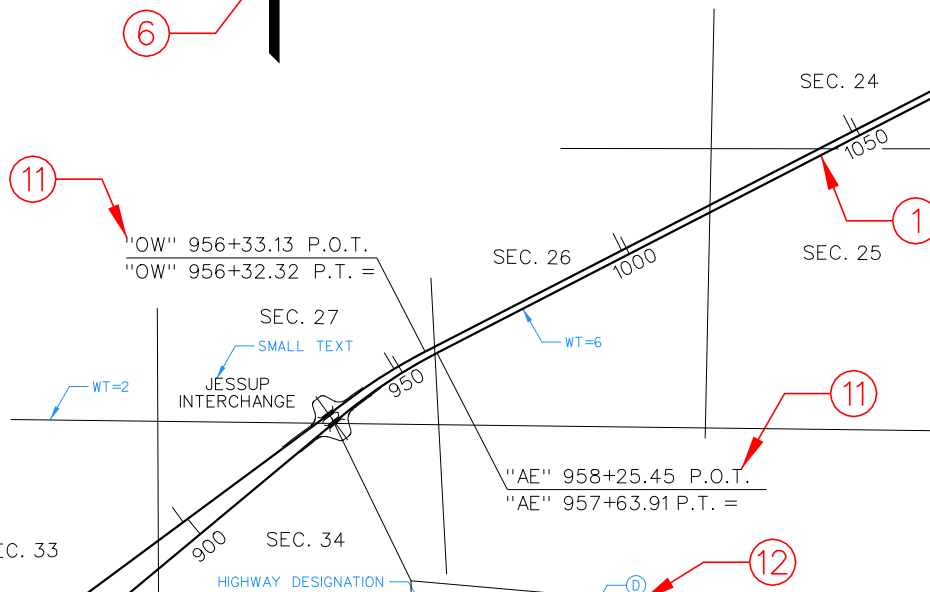 6
SEC. 24
1050
11
1
"OW" 956+33.13 P.O.T.
"OW" 956+32.32 P.T. =
SEC. 26
1000
SEC. 25
SEC. 27
SMALL TEXT
WT=6
JESSUP
INTERCHANGE
WT=2
950
11
"AE" 958+25.45 P.O.T.
"AE" 957+63.91 P.T. =
900
SEC. 34
EC. 33
HIGHWAY DESIGNATION
D
12